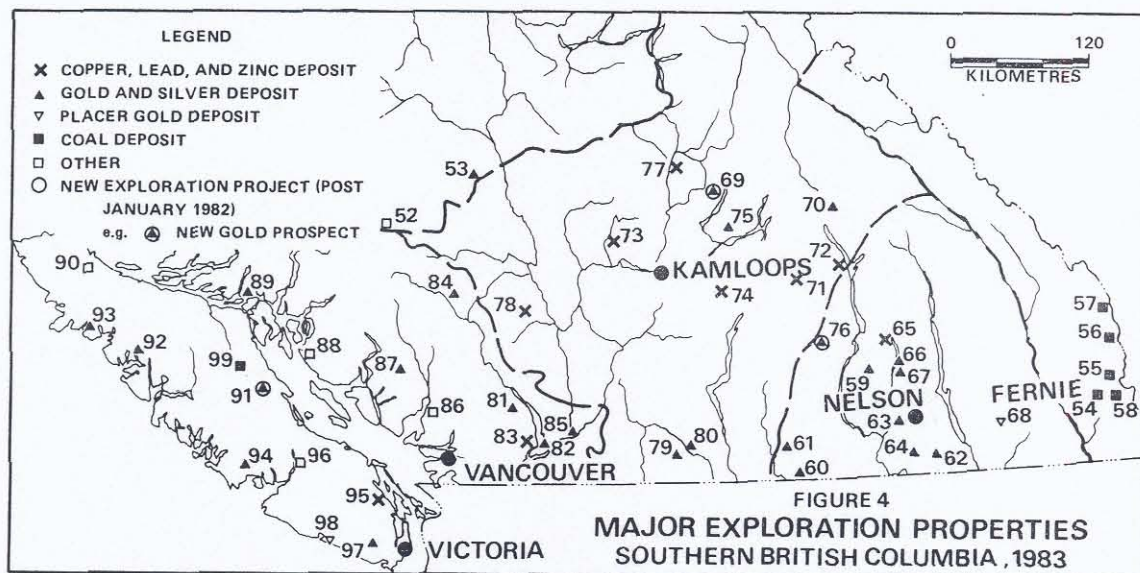 LEGEND
COPPER, LEAD, AND ZINC DEPOSIT
GOLD AND SILVER DEPOSIT
PLACER GOLD DEPOSIT
COAL DEPOSIT
OTHER
NEW EXPLORATION PROJECT (POST
JANUARY 1982)
e.g. NEW GOLD PROSPECT
0 120
KILOMETRES
77
53
69
70
75
52
73
72
90
KAMLOOPS
71
89
84
74
57
78
56
93
76
65
92
88
66
99
87
59
67
55
91
FERNIE
54
58
86
81
NELSON
68
85
63
83
82
80
61
64
62
94
96
79
60
VANCOUVER
95
FIGURE 4
MAJOR EXPLORATION PROPERTIES
SOUTHERN BRITISH COLUMBIA, 1983
98
97
VICTORIA